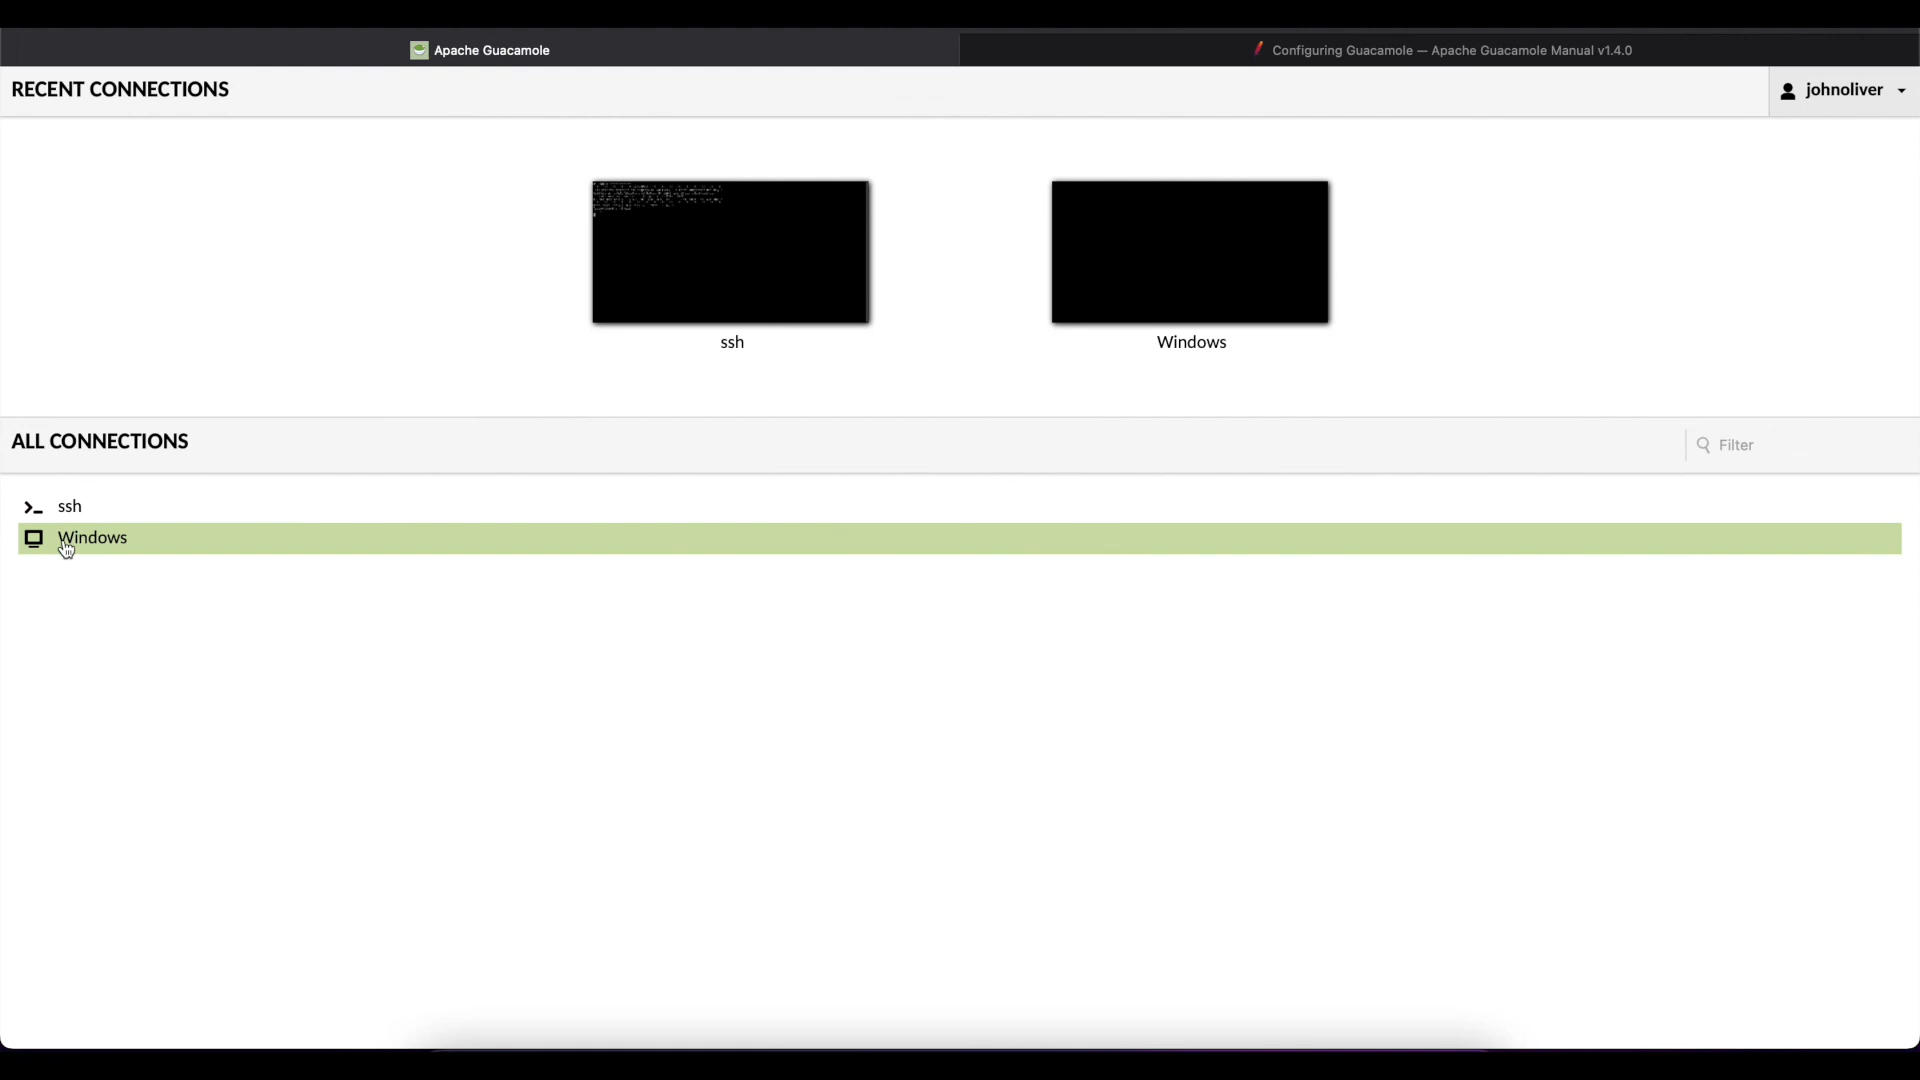 Apache Guacamole
Configuring Guacamole — Apache Guacamole Manual v1.4.0
RECENT CONNECTIONS
johnoliver
ssh
Windows
ALL CONNECTIONS
Filter
ssh
Windows